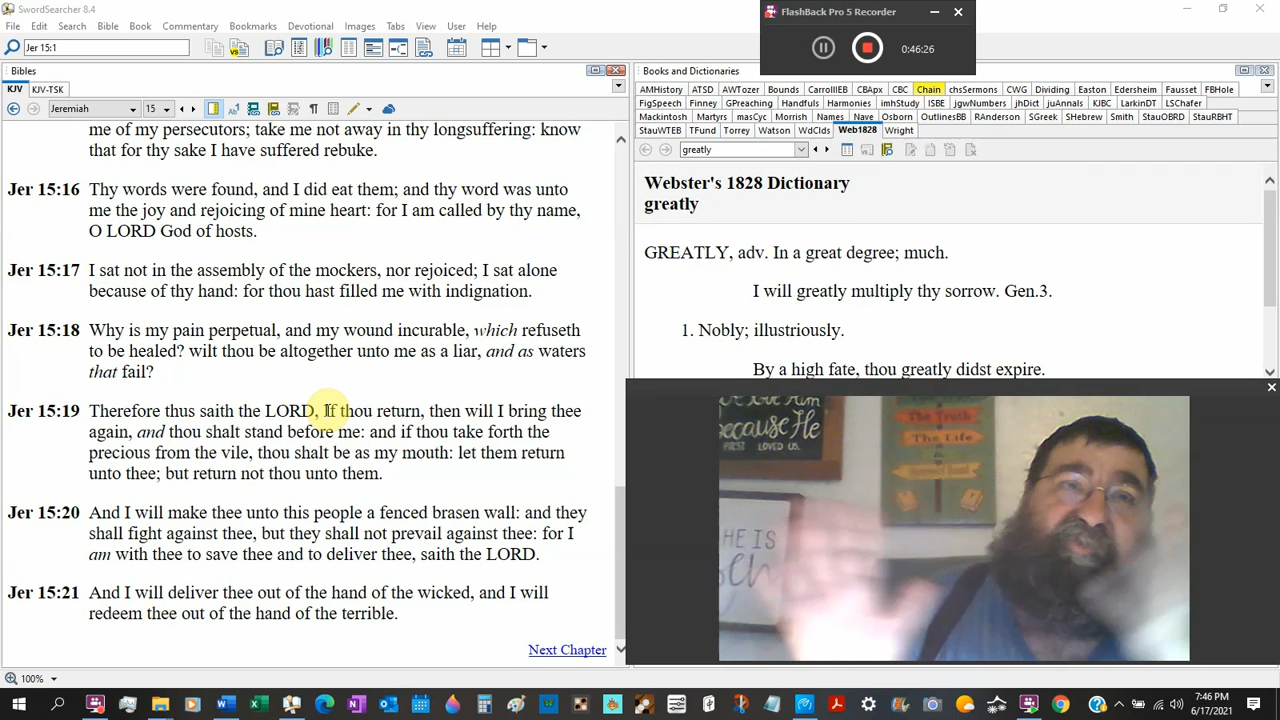 SwordSearcher 8.4
File Edit Search Bible Book Commentary Bookmarks Devotional Images Tabs View User Help
Jer 15:1
FlashBack Pro 5 Recorder
0:46:26
Bibles
KJV KJV-TSK
Jeremiah 15
me of my persecutors; take me not away in thy longsuffering: know
that for thy sake I have suffered rebuke.
Jer 15:16 Thy words were found, and I did eat them; and thy word was unto
me the joy and rejoicing of mine heart: for I am called by thy name,
O LORD God of hosts.
Jer 15:17 I sat not in the assembly of the mockers, nor rejoiced; I sat alone
because of thy hand: for thou hast filled me with indignation.
Jer 15:18 Why is my pain perpetual, and my wound incurable, which refuseth
to be healed? wilt thou be altogether unto me as a liar, and as waters
that fail?
Jer 15:19 Therefore thus saith the LORD, If thou return, then will I bring thee
again, and thou shalt stand before me: and if thou take forth the
precious from the vile, thou shalt be as my mouth: let them return
unto thee; but return not thou unto them.
Jer 15:20 And I will make thee unto this people a fenced brasen wall: and they
shall fight against thee, but they shall not prevail against thee: for I
am with thee to save thee and to deliver thee, saith the LORD.
Jer 15:21 And I will deliver thee out of the hand of the wicked, and I will
redeem thee out of the hand of the terrible.
Next Chapter
100%
Books and Dictionaries
AMHistory ATSD AWTozer Bounds CarrollEB CBApx CBC Chain chsSermons CWG Dividing Easton Edersheim Fausset FBHole
FigSpeech Finney GPreaching Handfuls Harmonies imhStudy ISBE jgwNumbers jhDict juAnnals KJBC LarkinDT LSChafer
Mackintosh Martyrs masCyc Morrish Names Nave Osborn OutlinesBB RAnderson SGreek SHebrew Smith StauOBRD StauRBHT
StauWTEB TFund Torrey Watson WdClds Web1828 Wright
greatly
Webster's 1828 Dictionary
greatly
GREATLY, adv. In a great degree; much.
I will greatly multiply thy sorrow. Gen.3.
1. Nobly; illustriously.
By a high fate, thou greatly didst expire.
because He
FIRST LOVED US.
The Truth
The Life
HE IS
7:46 PM
6/17/2021